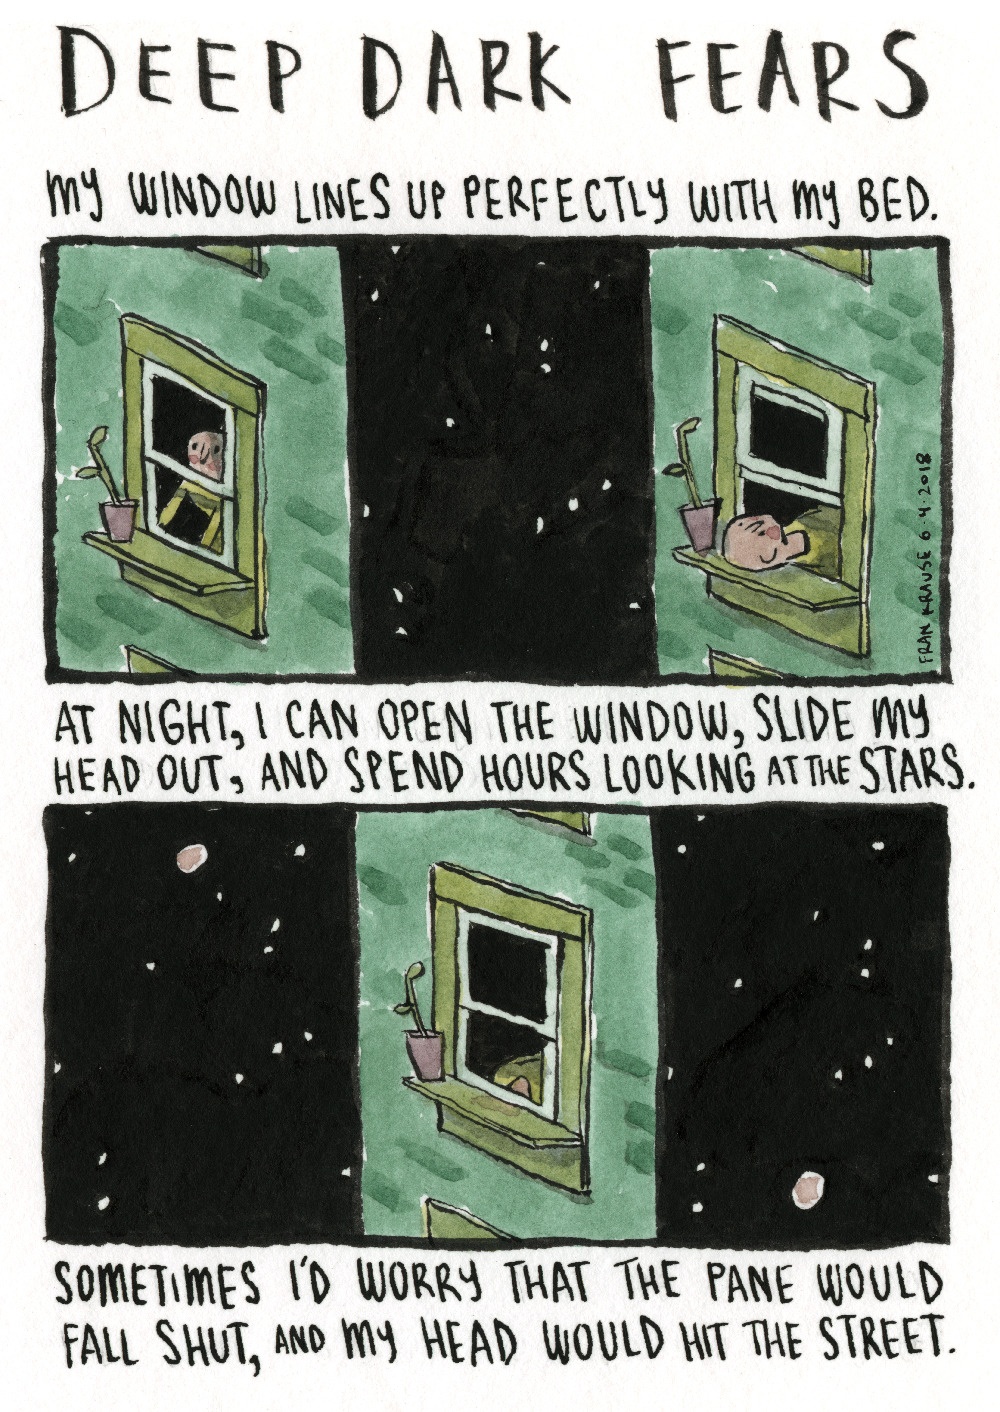 DEEP DARK FEARS
MY WINDOW LINES UP PERFECTLY WITH MY BED.
FRAN KRAUSE 6.4.2018
AT NIGHT, I CAN OPEN THE WINDOW, SLIDE MY
HEAD OUT, AND SPEND HOURS LOOKING AT THE STARS.
SOMETIMES I'D WORRY THAT THE PANE WOULD
FALL SHUT, AND MY HEAD WOULD HIT THE STREET.